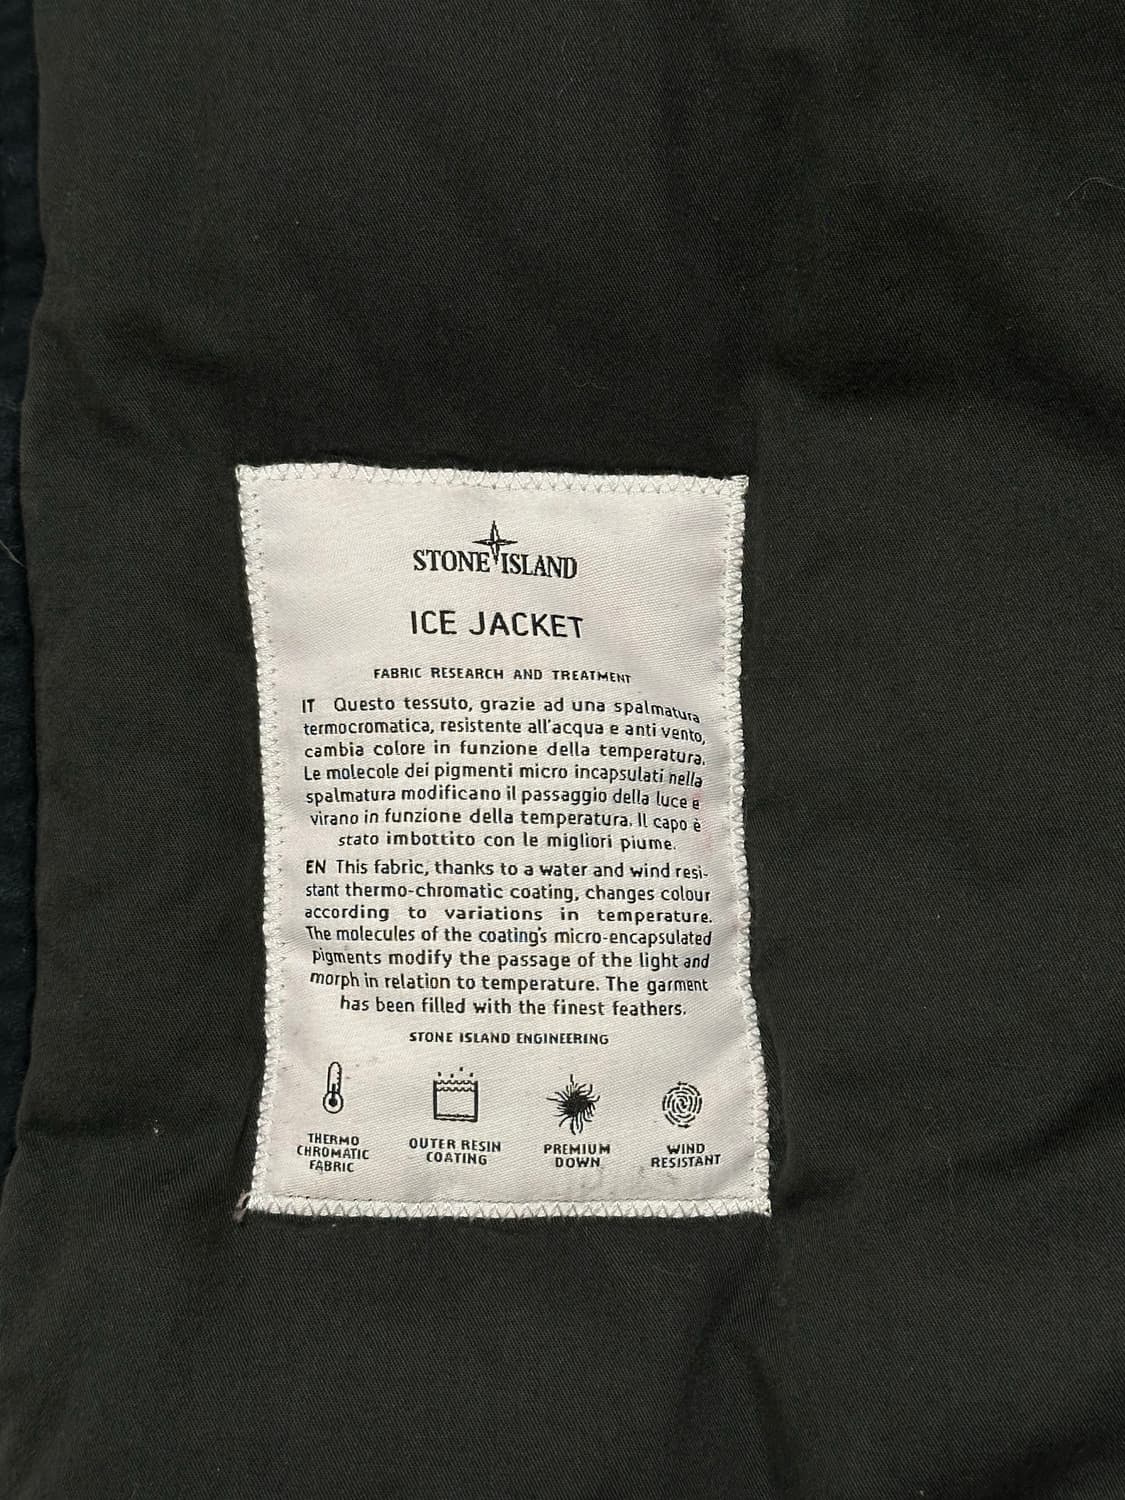 STONE ISLAND
ICE JACKET
FABRIC RESEARCH AND TREATMENT
IT Questo tessuto, grazie ad una spalmatura
termocromatica, resistente all'acqua e anti vento,
cambia colore in funzione della temperatura.
Le molecole dei pigmenti micro incapsulati nella
spalmatura modificano il passaggio della luce e
virano in funzione della temperatura. Il capo è
stato imbottito con le migliori piume.
EN This fabric, thanks to a water and wind resi-
stant thermo-chromatic coating, changes colour
according to variations in temperature.
The molecules of the coating's micro-encapsulated
pigments modify the passage of the light and
morph in relation to temperature. The garment
has been filled with the finest feathers.
STONE ISLAND ENGINEERING
THERMO
CHROMATIC
FABRIC
OUTER RESIN
COATING
PREMIUM
DOWN
WIND
RESISTANT